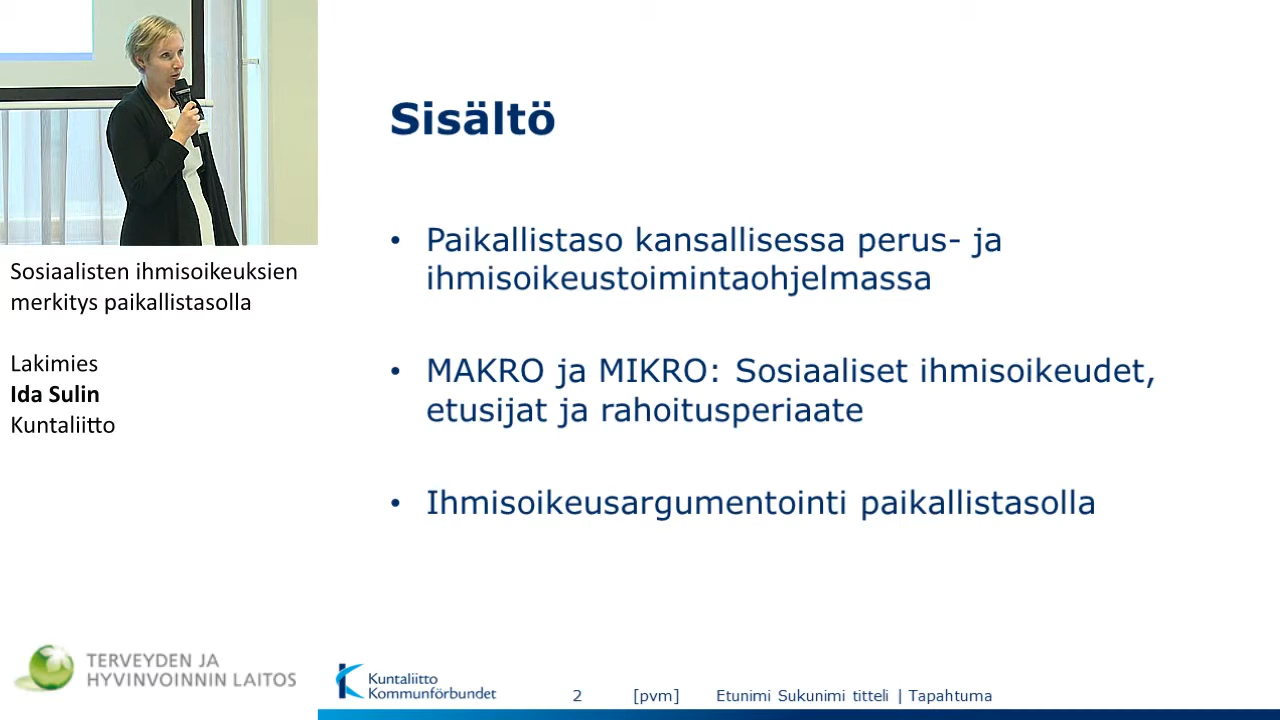 Sisältö
• Paikallistaso kansallisessa perus- ja
ihmisoikeustoimintaohjelmassa
• MAKRO ja MIKRO: Sosiaaliset ihmisoikeudet,
etusijat ja rahoitusperiaate
• Ihmisoikeusargumentointi paikallistasolla
Sosiaalisten ihmisoikeuksien
merkitys paikallistasolla
Lakimies
Ida Sulin
Kuntaliitto
TERVEYDEN JA
HYVINVOINNIN LAITOS
Kuntaliitto
Kommunförbundet
2 [pvm] Etunimi Sukunimi titteli | Tapahtuma